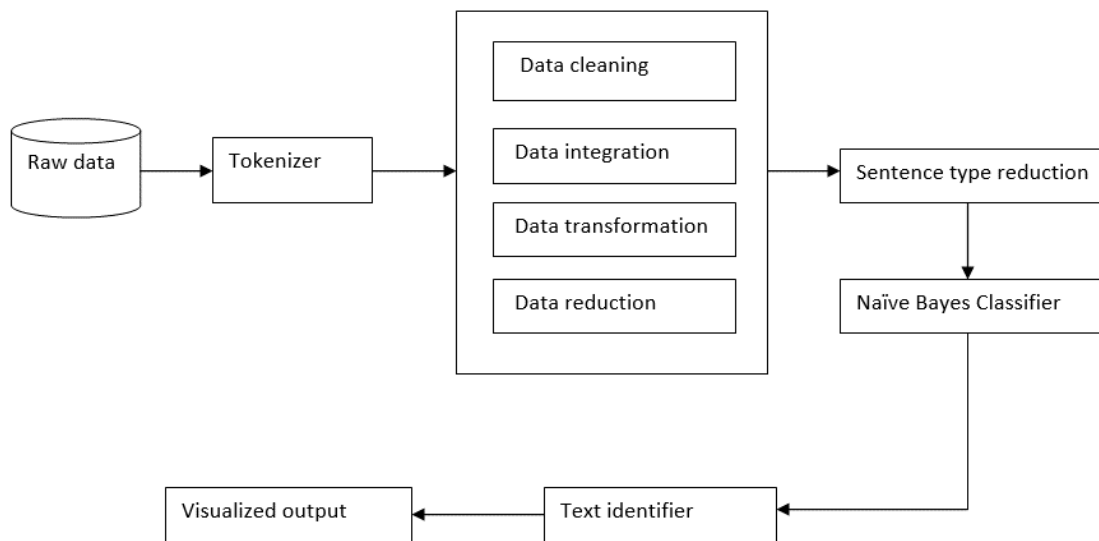 Raw data
Tokenizer
Data cleaning
Data integration
Data transformation
Data reduction
Sentence type reduction
Naïve Bayes Classifier
Text identifier
Visualized output